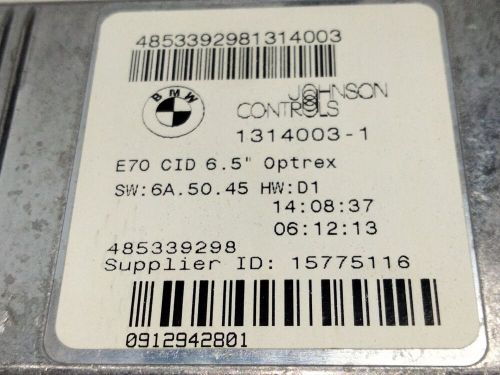 4853392981314003
BMW
JOHNSON
CONTROLS
1314003-1
E70 CID 6.5" Optrex
SW:6A.50.45 HW:D1
14:08:37
06:12:13
485339298
Supplier ID: 15775116
0912942801